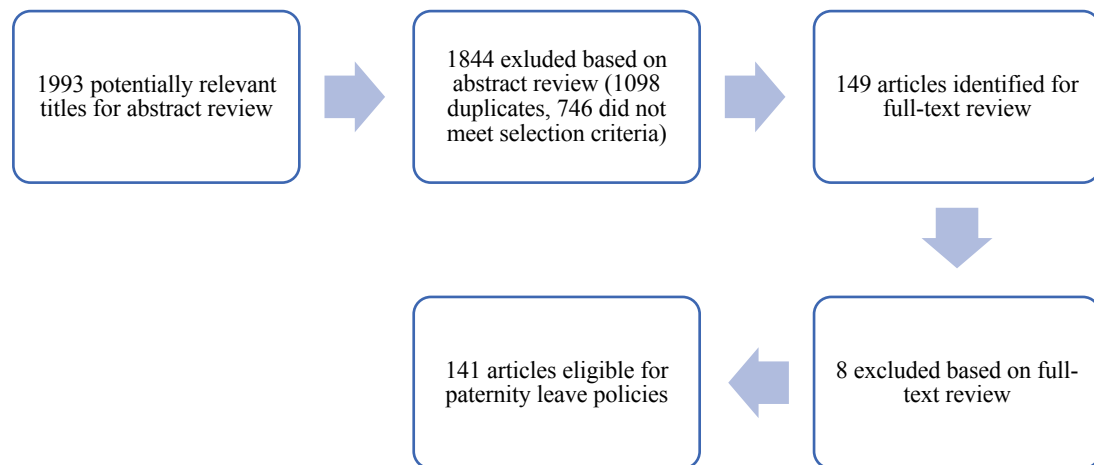 1993 potentially relevant
titles for abstract review
1844 exluded based on
abstract review (1098
duplicates, 746 did not
meet selection criteria)
149 articles identified for
full-text review
8 excluded based on full-
text review
141 articles eligible for
paternity leave policies